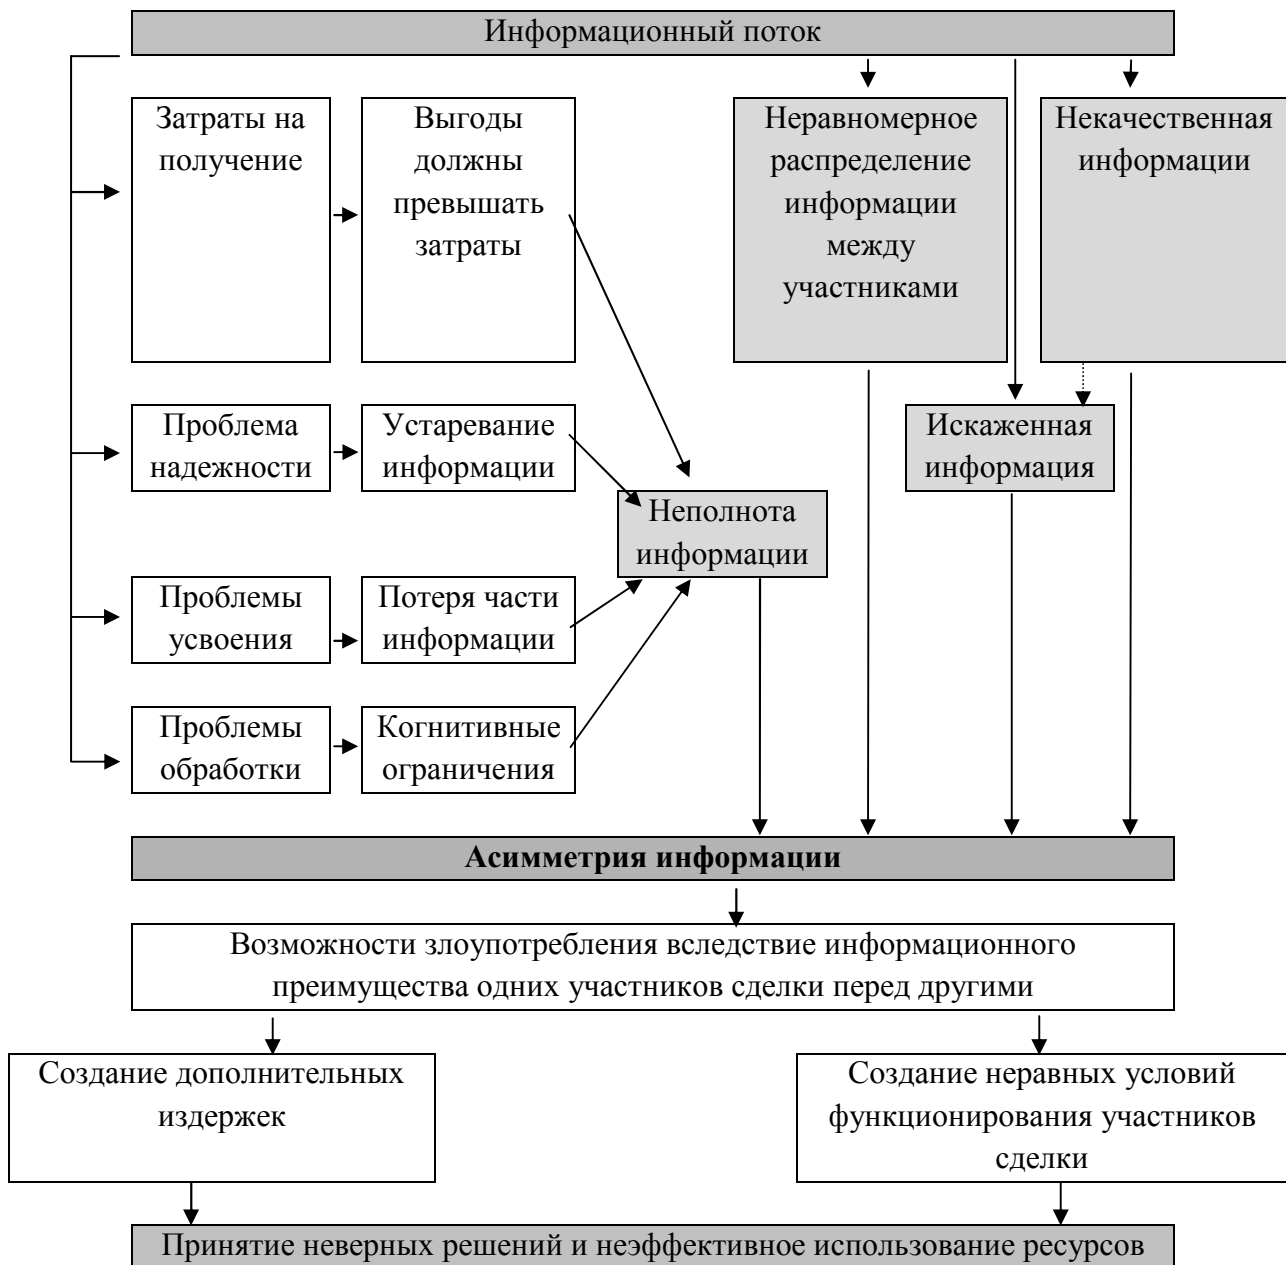 Информационный поток
Затраты на
получение
Выгоды
должны
превышать
затраты
Неравномерное
распределение
информации
между
участниками
Некачественная
информации
Проблема
надежности
Устаревание
информации
Искаженная
информация
Неполнота
информации
Проблемы
усвоения
Потеря части
информации
Проблемы
обработки
Когнитивные
ограничения
Асимметрия информации
Возможности злоупотребления вследствие информационного
преимущества одних участников сделки перед другими
Создание дополнительных
издержек
Создание неравных условий
функционирования участников
сделки
Принятие неверных решений и неэффективное использование ресурсов